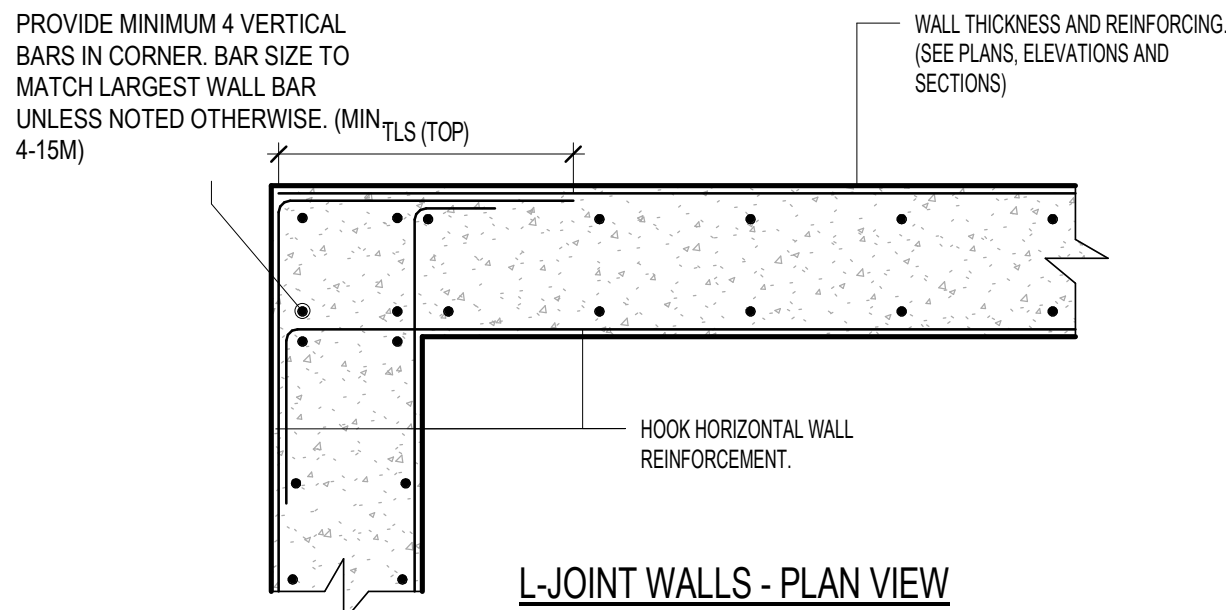 PROVIDE MINIMUM 4 VERTICAL
BARS IN CORNER. BAR SIZE TO
MATCH LARGEST WALL BAR
UNLESS NOTED OTHERWISE. (MIN.
4-15M)
TLS (TOP)
WALL THICKNESS AND REINFORCING.
(SEE PLANS, ELEVATIONS AND
SECTIONS)
HOOK HORIZONTAL WALL
REINFORCEMENT.
L-JOINT WALLS - PLAN VIEW